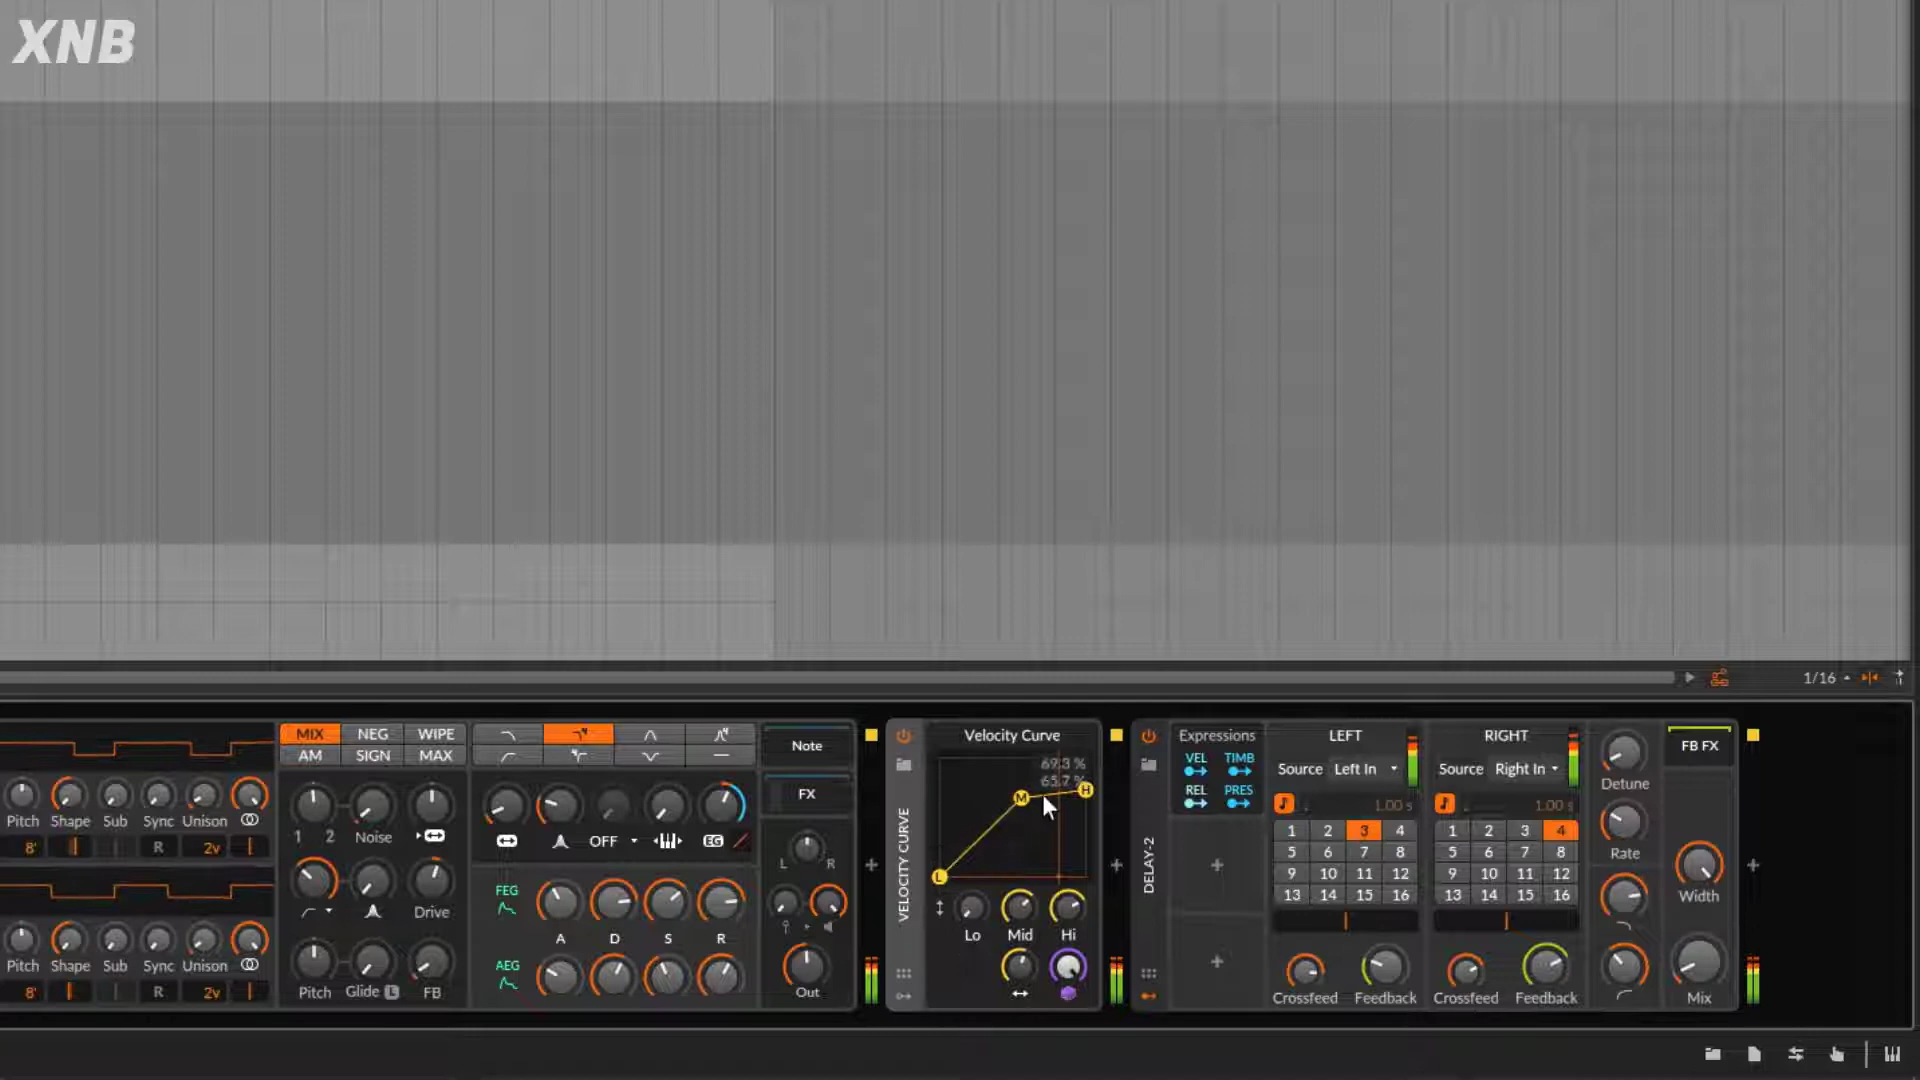 XNB
1/16
MIX NEG WIPE
AM SIGN MAX
Pitch Shape Sub Sync Unison
8' R 2v
1 2 Noise
Drive
OFF EG
FEG
A D S R
AEG
Pitch Shape Sub Sync Unison
8' R 2v
Pitch Glide L FB
Note
FX
L R
Out
VELOCITY CURVE
Velocity Curve
69.3 %
65.7 %
M H
L
Lo Mid Hi
DELAY-2
Expressions
VEL TIMB
REL PRES
LEFT
Source Left In
1.00 s
1 2 3 4
5 6 7 8
9 10 11 12
13 14 15 16
Crossfeed Feedback
RIGHT
Source Right In
1.00 s
1 2 3 4
5 6 7 8
9 10 11 12
13 14 15 16
Crossfeed Feedback
Detune
Rate
FB FX
Width
Mix